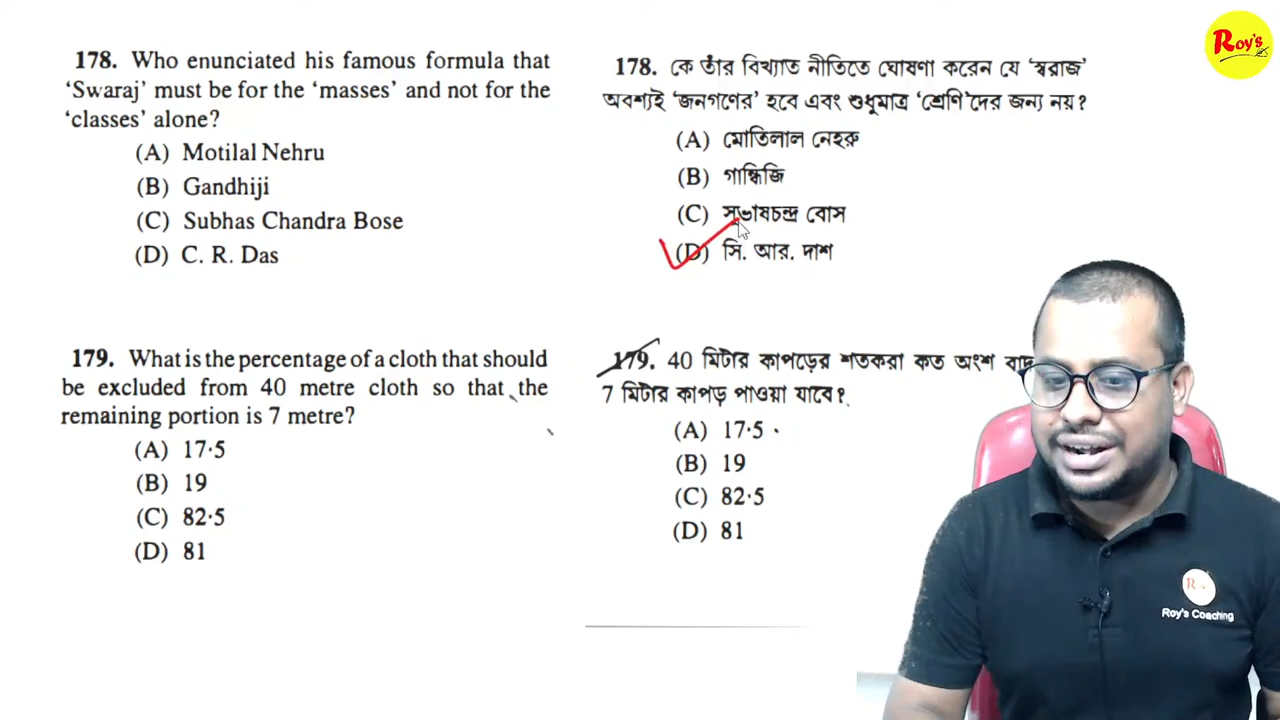 178. Who enunciated his famous formula that
'Swaraj' must be for the 'masses' and not for the
'classes' alone?
(A) Motilal Nehru
(B) Gandhiji
(C) Subhas Chandra Bose
(D) C. R. Das
179. What is the percentage of a cloth that should
be excluded from 40 metre cloth so that the
remaining portion is 7 metre?
(A) 17·5
(B) 19
(C) 82·5
(D) 81
178. কে তাঁর বিখ্যাত নীতিতে ঘোষণা করেন যে 'স্বরাজ'
অবশ্যই 'জনগণের' হবে এবং শুধুমাত্র 'শ্রেণি'দের জন্য নয়?
(A) মোতিলাল নেহরু
(B) গান্ধিজি
(C) সুভাষচন্দ্র বোস
(D) সি. আর. দাশ
179. 40 মিটার কাপড়ের শতকরা কত অংশ বাদ
7 মিটার কাপড় পাওয়া যাবে?
(A) 17·5
(B) 19
(C) 82·5
(D) 81
ROY'S
Roy's Coaching